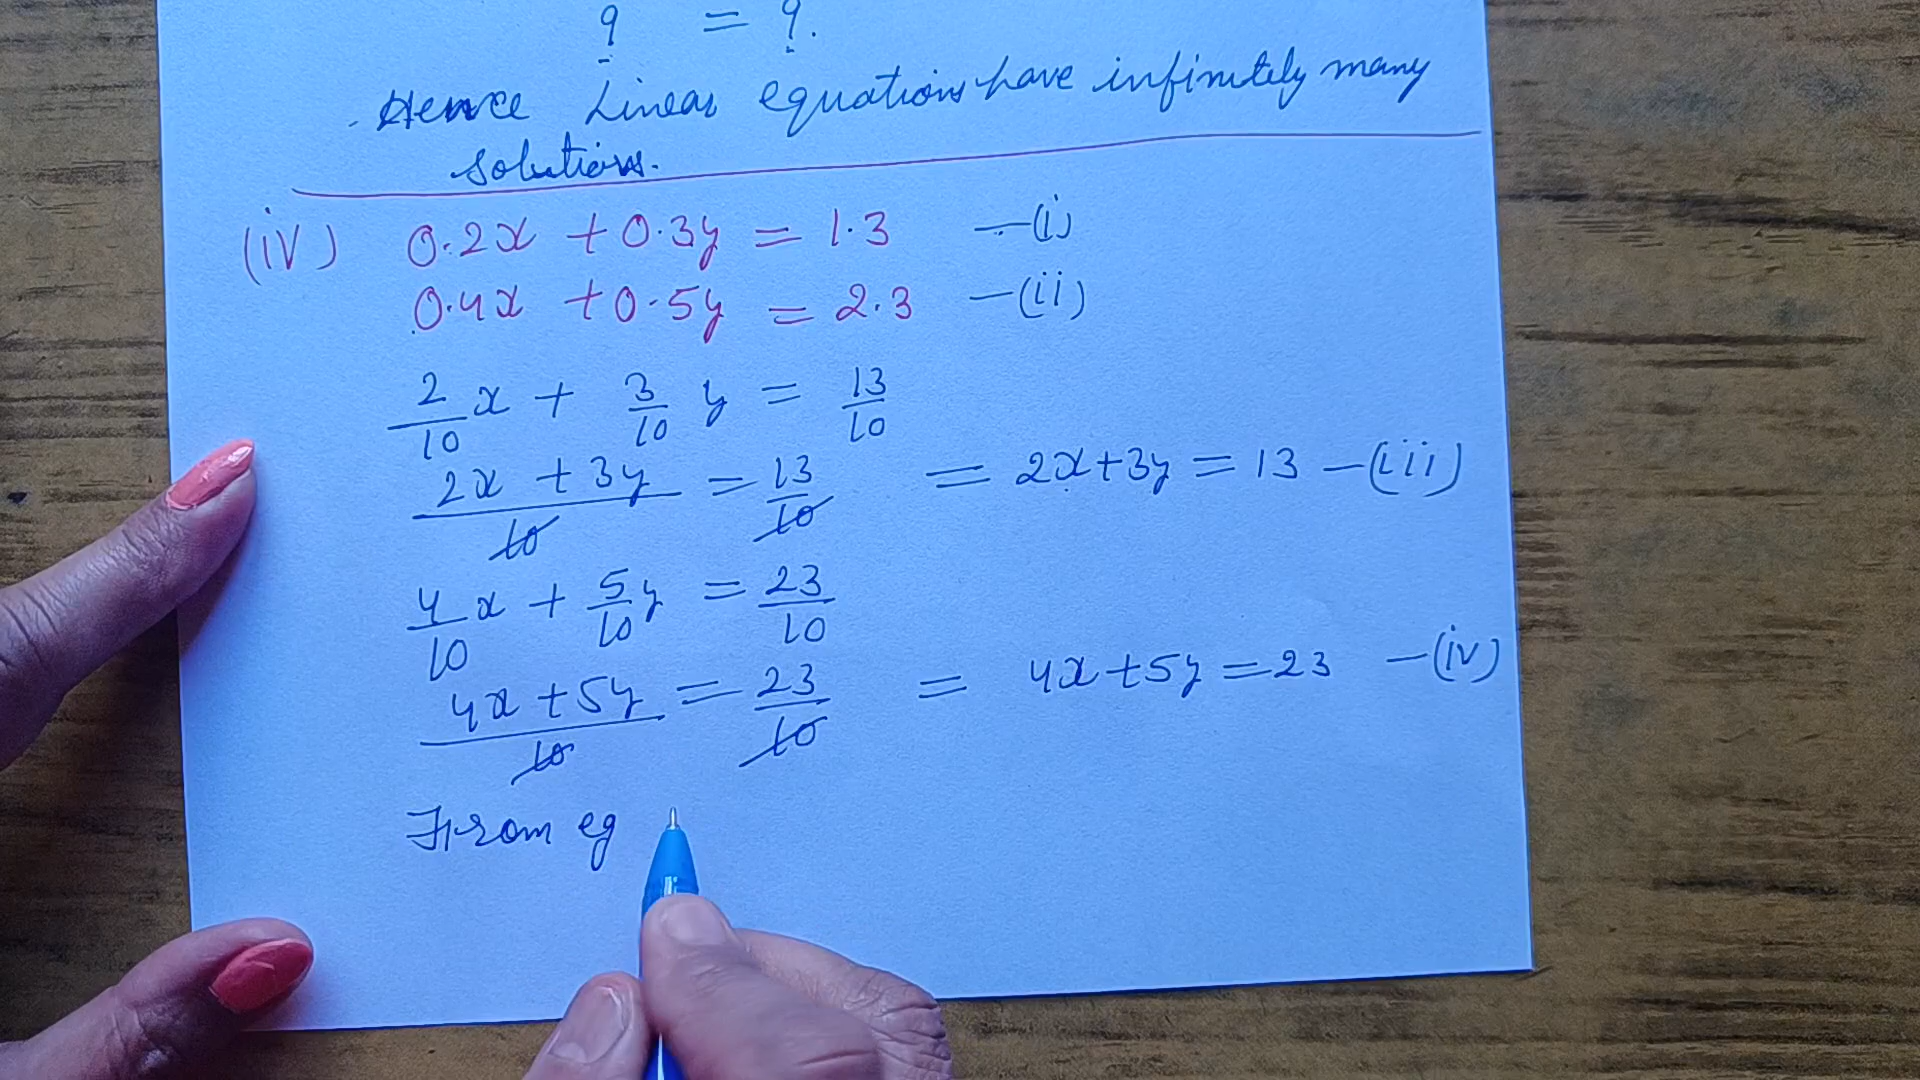 9 = 9.
Hence Linear equations have infinitely many
solutions.
(iv) 0.2x + 0.3y = 1.3 —(i)
0.4x + 0.5y = 2.3 —(ii)
2/10 x + 3/10 y = 13/10
2x + 3y/10 = 13/10 = 2x + 3y = 13 —(iii)
4/10 x + 5/10 y = 23/10
4x + 5y/10 = 23/10 = 4x + 5y = 23 —(iv)
From eq